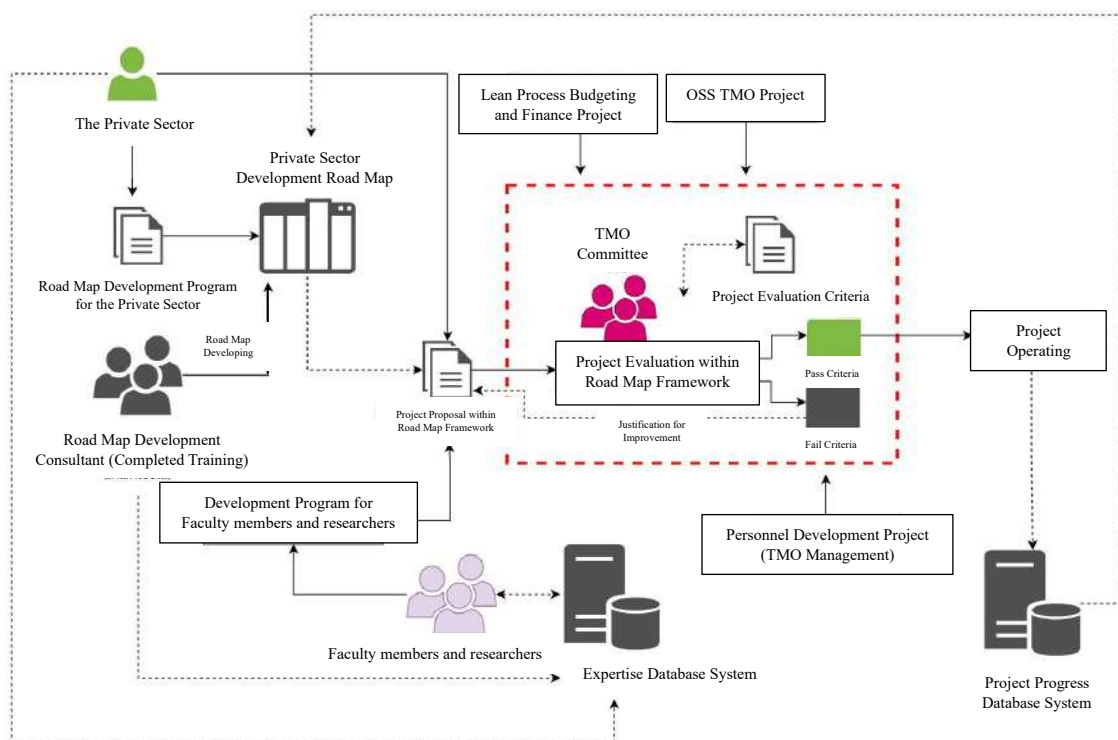 Lean Process Budgeting
and Finance Project
OSS TMO Project
The Private Sector
Private Sector
Development Road Map
TMO
Committee
Road Map Development Program
for the Private Sector
Project Evaluation Criteria
Road Map
Developing
Project Evaluation within
Road Map Framework
Pass Criteria
Project
Operating
Project Proposal within
Road Map Framework
Justification for
Improvement
Fail Criteria
Road Map Development
Consultant (Completed Training)
Development Program for
Faculty members and researchers
Personnel Development Project
(TMO Management)
Faculty members and researchers
Expertise Database System
Project Progress
Database System